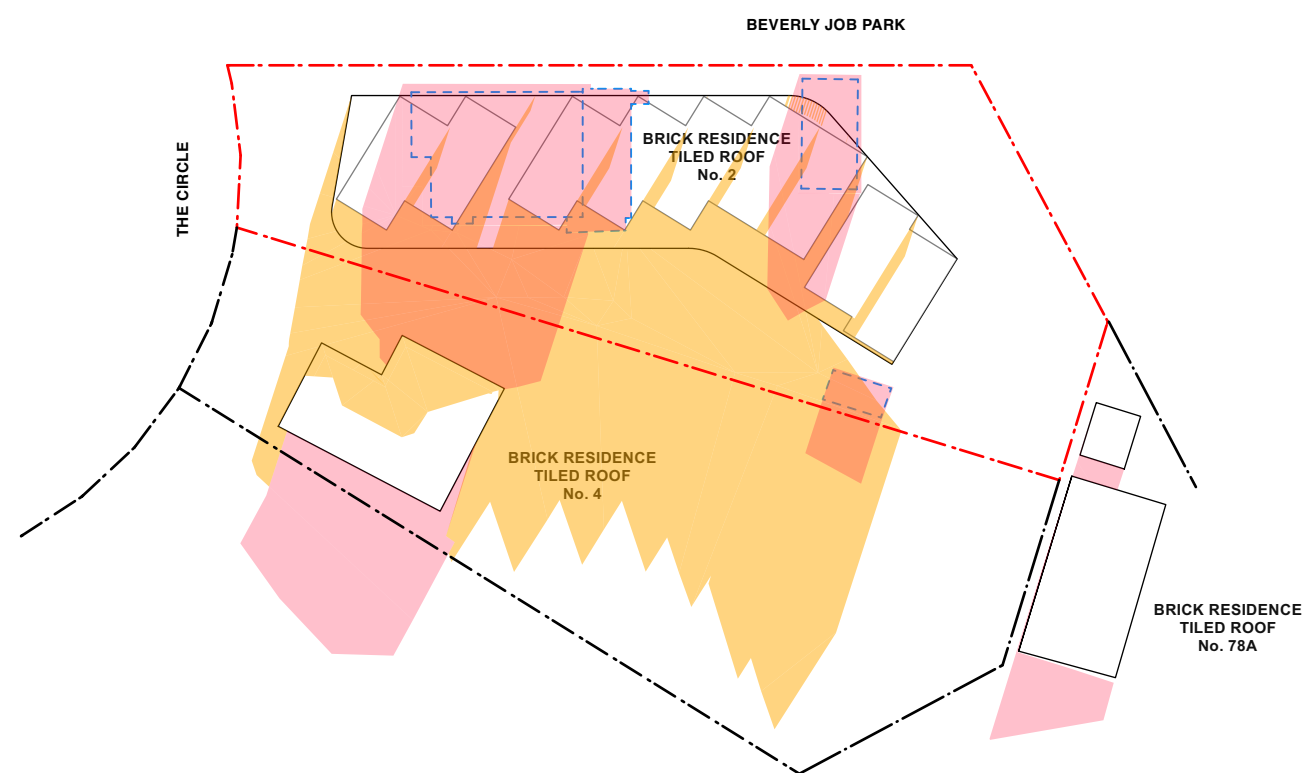 BEVERLY JOB PARK
THE CIRCLE
BRICK RESIDENCE
TILED ROOF
No. 2
BRICK RESIDENCE
TILED ROOF
No. 4
BRICK RESIDENCE
TILED ROOF
No. 78A